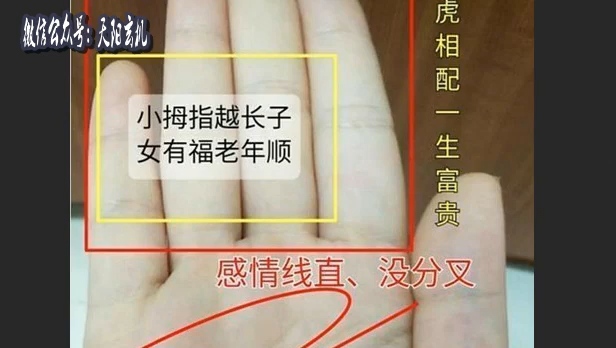 微信公众号：天阳玄机
虎相配一生富贵
小拇指越长子
女有福老年顺
感情线直、没分叉